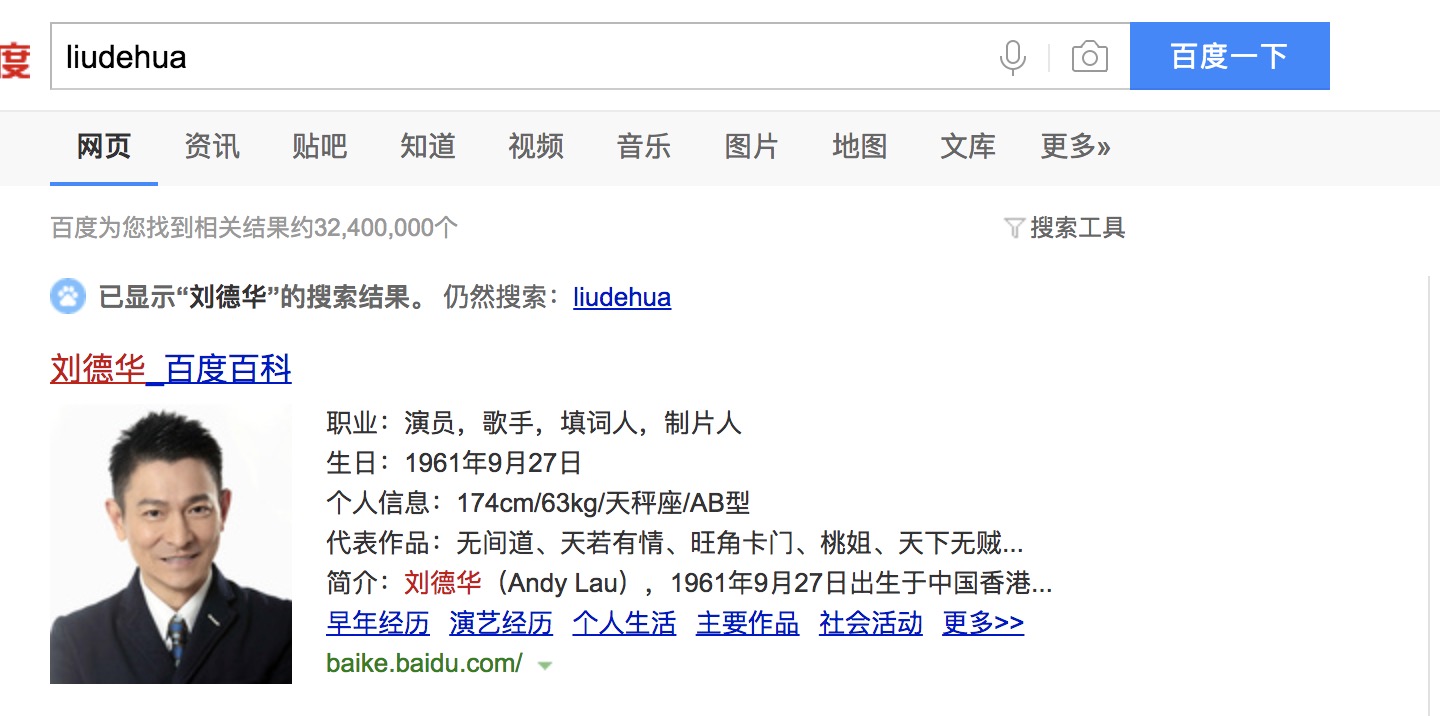 度 liudehua 百度一下
网页 资讯 贴吧 知道 视频 音乐 图片 地图 文库 更多»
百度为您找到相关结果约32,400,000个 搜索工具
已显示“刘德华”的搜索结果。 仍然搜索：liudehua
刘德华_百度百科
职业：演员，歌手，填词人，制片人
生日：1961年9月27日
个人信息：174cm/63kg/天秤座/AB型
代表作品：无间道、天若有情、旺角卡门、桃姐、天下无贼...
简介：刘德华（Andy Lau），1961年9月27日出生于中国香港...
早年经历 演艺经历 个人生活 主要作品 社会活动 更多>>
baike.baidu.com/